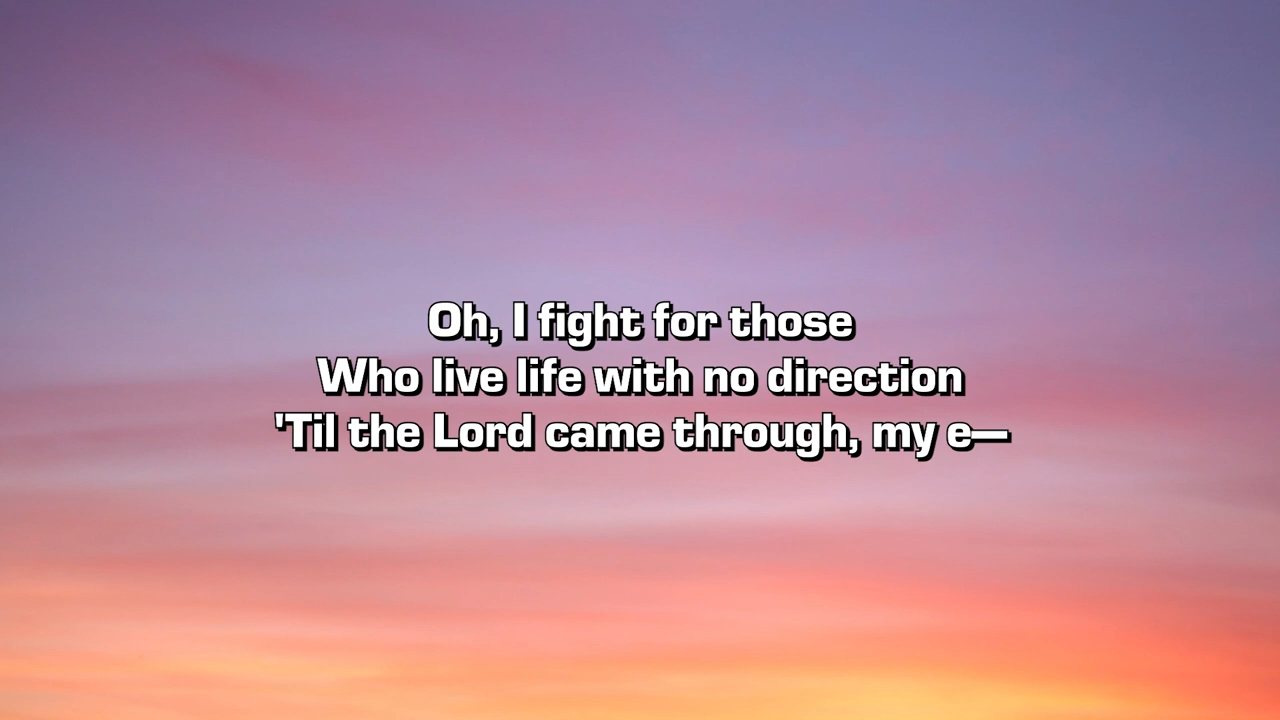 Oh, I fight for those
Who live life with no direction
'Til the Lord came through, my e—